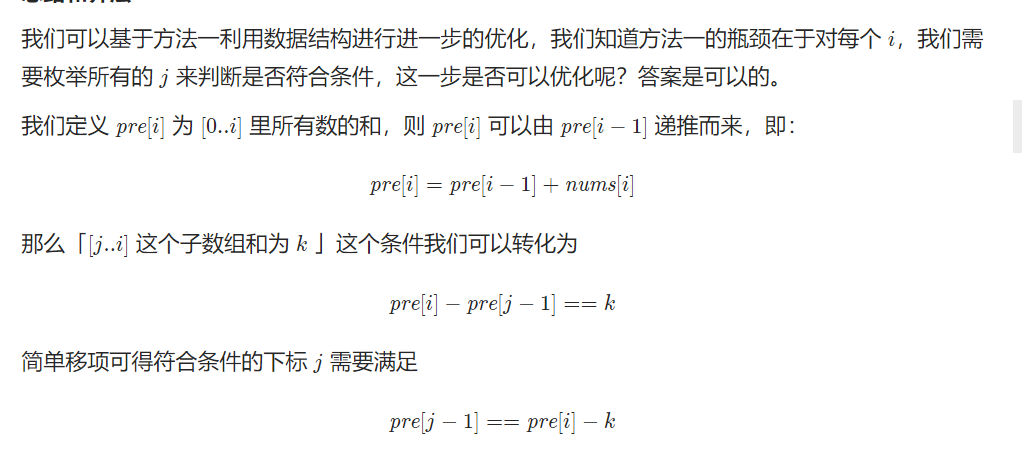 我们可以基于方法一利用数据结构进行进一步的优化，我们知道方法一的瓶颈在于对每个 i，我们需
要枚举所有的 j 来判断是否符合条件，这一步是否可以优化呢？答案是可以的。
我们定义 pre[i] 为 [0..i] 里所有数的和，则 pre[i] 可以由 pre[i − 1] 递推而来，即：
pre[i] = pre[i − 1] + nums[i]
那么「[j..i] 这个子数组和为 k 」这个条件我们可以转化为
pre[i] − pre[j − 1] == k
简单移项可得符合条件的下标 j 需要满足
pre[j − 1] == pre[i] − k